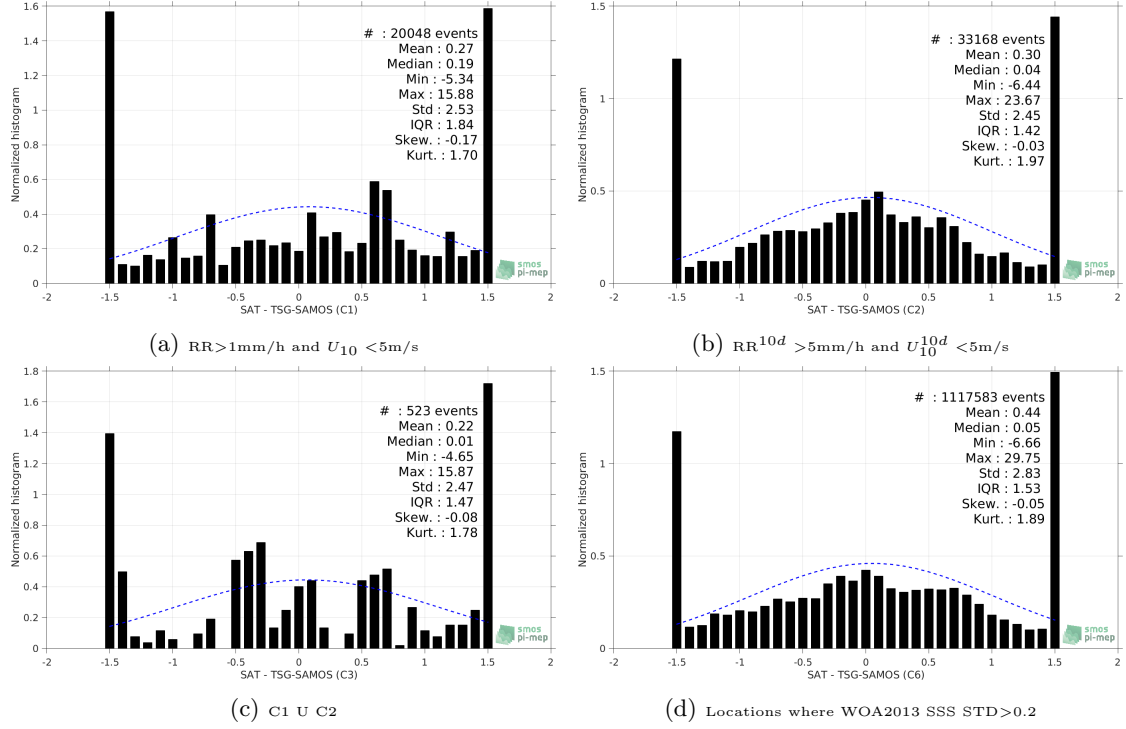 1.6
1.4
1.2
1
0.8
0.6
0.4
0.2
0
Normalized histogram
# : 20048 events
Mean : 0.27
Median : 0.19
Min : -5.34
Max : 15.88
Std : 2.53
IQR : 1.84
Skew. : -0.17
Kurt. : 1.70
smos
pi-mep
-2 -1.5 -1 -0.5 0 0.5 1 1.5 2
SAT - TSG-SAMOS (C1)
(a) RR>1mm/h and U10 <5m/s
1.5
1
0.5
0
Normalized histogram
# : 33168 events
Mean : 0.30
Median : 0.04
Min : -6.44
Max : 23.67
Std : 2.45
IQR : 1.42
Skew. : -0.03
Kurt. : 1.97
smos
pi-mep
-2 -1.5 -1 -0.5 0 0.5 1 1.5 2
SAT - TSG-SAMOS (C2)
(b) RR10d >5mm/h and U10d10 <5m/s
1.8
1.6
1.4
1.2
1
0.8
0.6
0.4
0.2
0
Normalized histogram
# : 523 events
Mean : 0.22
Median : 0.01
Min : -4.65
Max : 15.87
Std : 2.47
IQR : 1.47
Skew. : -0.08
Kurt. : 1.78
smos
pi-mep
-2 -1.5 -1 -0.5 0 0.5 1 1.5 2
SAT - TSG-SAMOS (C3)
(c) C1 U C2
1.5
1
0.5
0
Normalized histogram
# : 1117583 events
Mean : 0.44
Median : 0.05
Min : -6.66
Max : 29.75
Std : 2.83
IQR : 1.53
Skew. : -0.05
Kurt. : 1.89
smos
pi-mep
-2 -1.5 -1 -0.5 0 0.5 1 1.5 2
SAT - TSG-SAMOS (C6)
(d) Locations where WOA2013 SSS STD>0.2